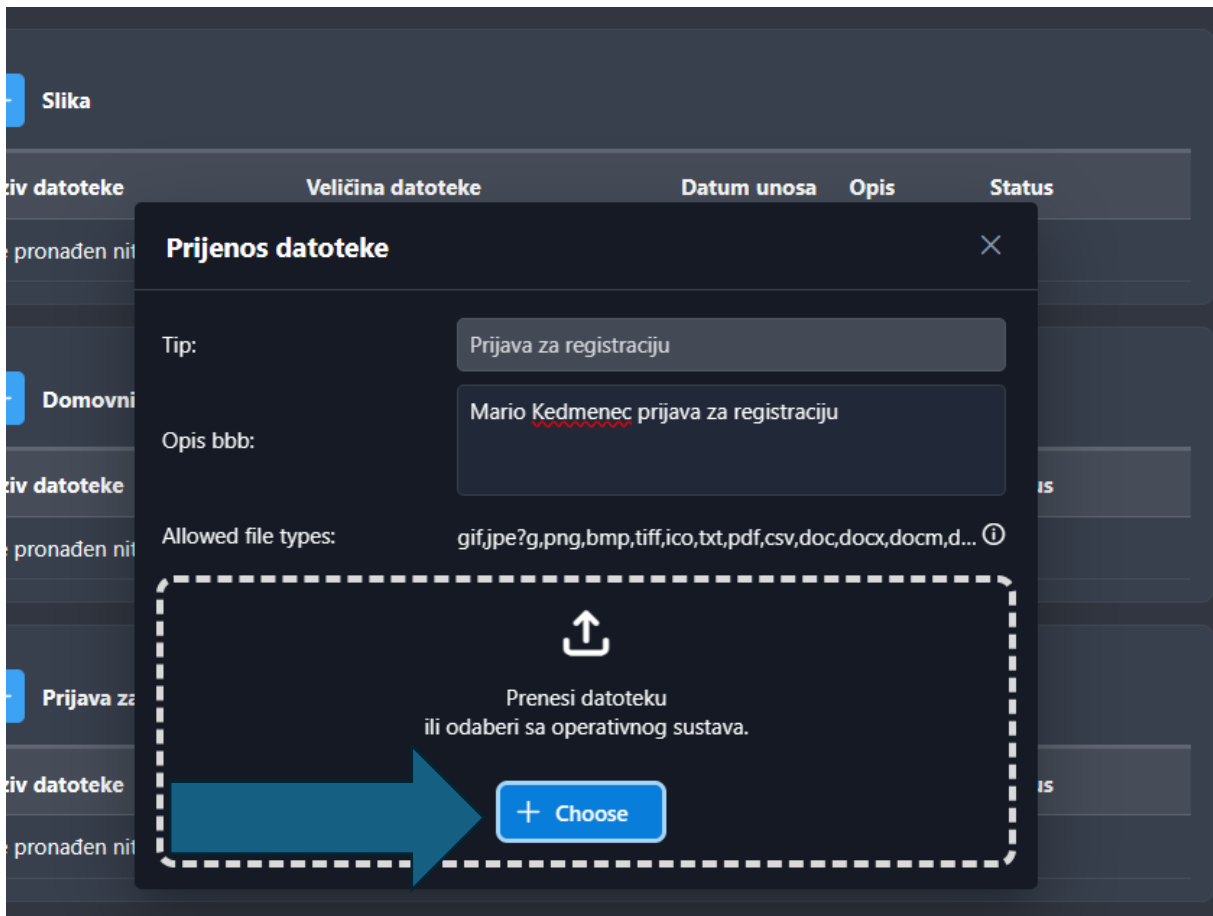 Slika
ziv datoteke Veličina datoteke Datum unosa Opis Status
pronađen nit
Prijenos datoteke
Tip: Prijava za registraciju
Domovni
Mario Kedmenec prijava za registraciju
Opis bbb:
ziv datoteke us
Allowed file types: gif,jpe?g,png,bmp,tiff,ico,txt,pdf,csv,doc,docx,docm,d...
pronađen nit
Prenesi datoteku
Prijava za
ili odaberi sa operativnog sustava.
ziv datoteke us
Choose
pronađen nit